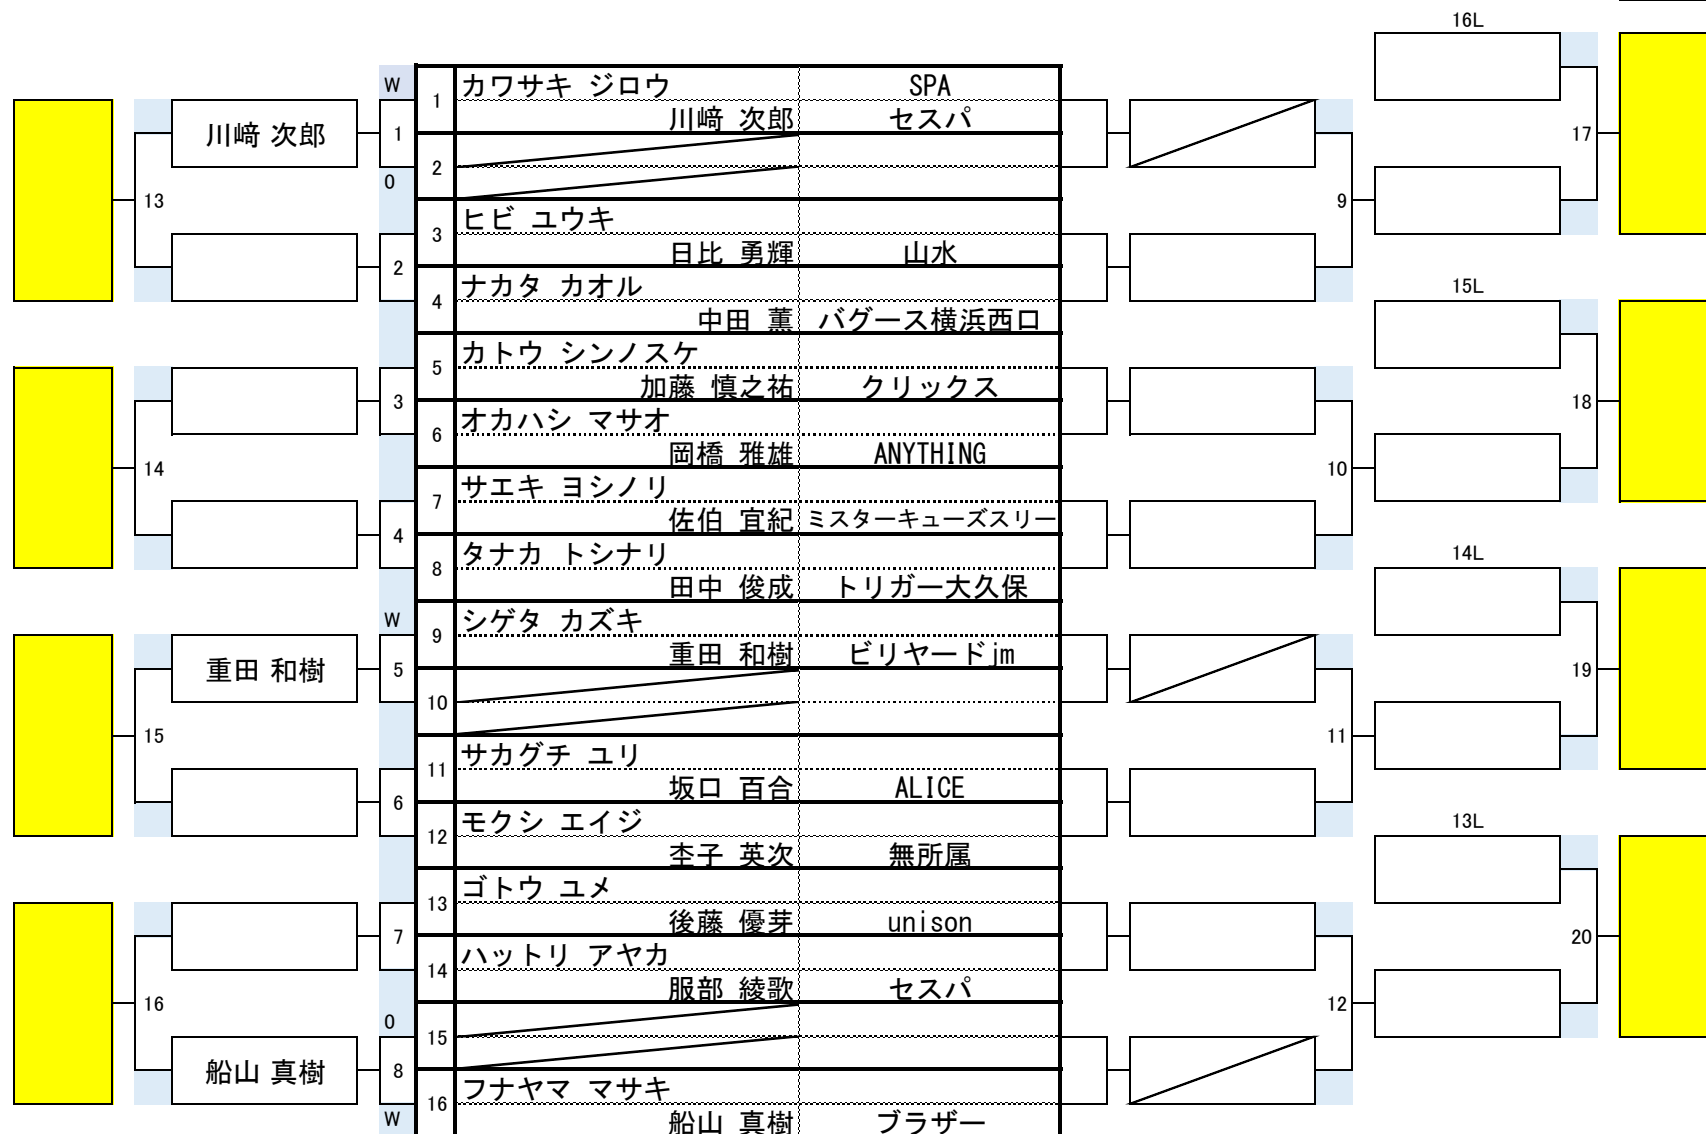 16L
W
1 カワサキ ジロウ SPA
川﨑 次郎 1 川﨑 次郎 セスパ 17
2
0
13 9
3 ヒビ ユウキ
2 日比 勇輝 山水
15L
4 ナカタ カオル
中田 薫 バグース横浜西口
5 カトウ シンノスケ
3 加藤 慎之祐 クリックス 18
6 オカハシ マサオ
岡橋 雅雄 ANYTHING
14 10
7 サエキ ヨシノリ
4 佐伯 宜紀 ミスターキューズスリー
14L
8 タナカ トシナリ
田中 俊成 トリガー大久保
W
9 シゲタ カズキ
重田 和樹 5 重田 和樹 ビリヤードjm 19
10
15 11
11 サカグチ ユリ
6 坂口 百合 ALICE
13L
12 モクシ エイジ
杢子 英次 無所属
13 ゴトウ ユメ
7 後藤 優芽 unison 20
14 ハットリ アヤカ
服部 綾歌 セスパ
16 12
0
15
船山 真樹 8
16 フナヤマ マサキ
W 船山 真樹 ブラザー